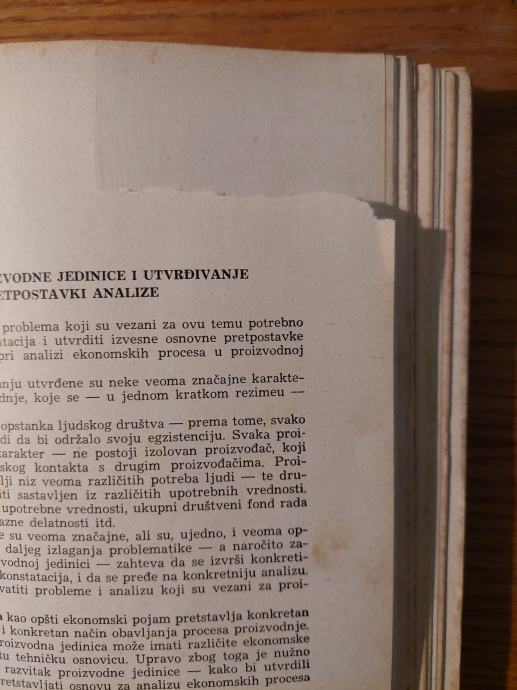 ZVODNE JEDINICE I UTVRĐIVANJE
ETPOSTAVKI ANALIZE
problema koji su vezani za ovu temu potrebno
tatacija i utvrditi izvesne osnovne pretpostavke
pri analizi ekonomskih procesa u proizvodnoj
anju utvrđene su neke veoma značajne karakte-
dnje, koje se — u jednom kratkom rezimeu —
opstanka ljudskog društva — prema tome, svako
di da bi održalo svoju egzistenciju. Svaka proi-
karakter — ne postoji izolovan proizvođač, koji
skog kontakta s drugim proizvođačima. Proi-
lji niz veoma različitih potreba ljudi — te dru-
iti sastavljen iz različitih upotrebnih vrednosti.
upotrebne vrednosti, ukupni društveni fond rada
azne delatnosti itd.
e su veoma značajne, ali su, ujedno, i veoma op-
daljeg izlaganja problematike — a naročito za-
vodnoj jedinici — zahteva da se izvrši konkreti-
konstatacija, i da se pređe na konkretniju analizu.
vatiti probleme i analizu koji su vezani za proi-
a kao opšti ekonomski pojam pretstavlja konkretan
i konkretan način obavljanja procesa proizvodnje.
proizvodna jedinica može imati različite ekonomske
tu tehničku osnovicu. Upravo zbog toga je nužno
razvitak proizvodne jedinice — kako bi utvrdili
retstavljati osnovu za analizu ekonomskih procesa